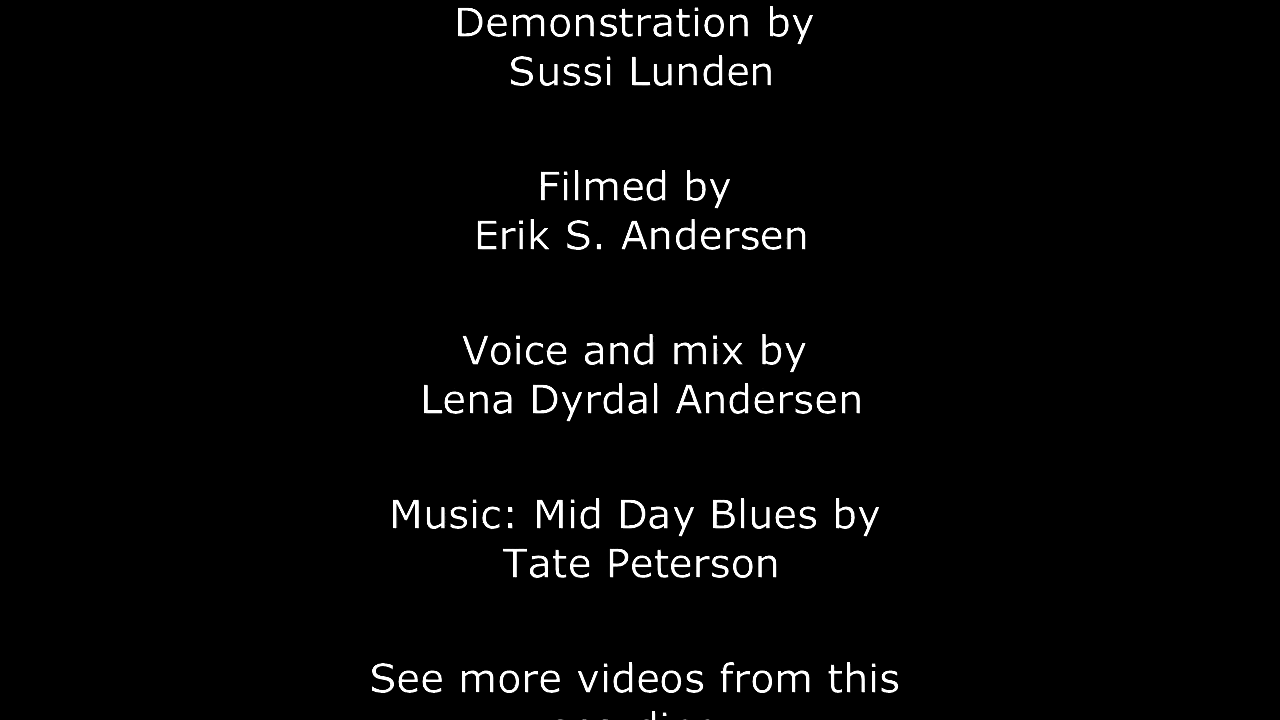 Demonstration by
Sussi Lunden
Filmed by
Erik S. Andersen
Voice and mix by
Lena Dyrdal Andersen
Music: Mid Day Blues by
Tate Peterson
See more videos from this